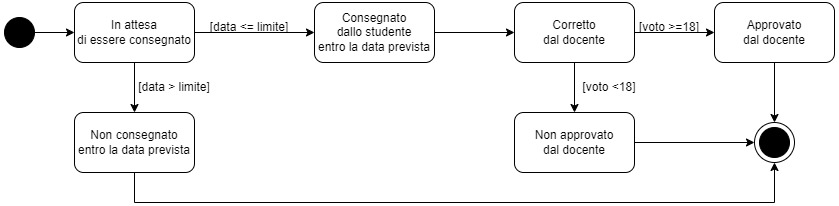 In attesa
di essere consegnato
[data <= limite]
Consegnato
dallo studente
entro la data prevista
Corretto
dal docente
[voto >=18]
Approvato
dal docente
[data > limite]
[voto <18]
Non consegnato
entro la data prevista
Non approvato
dal docente